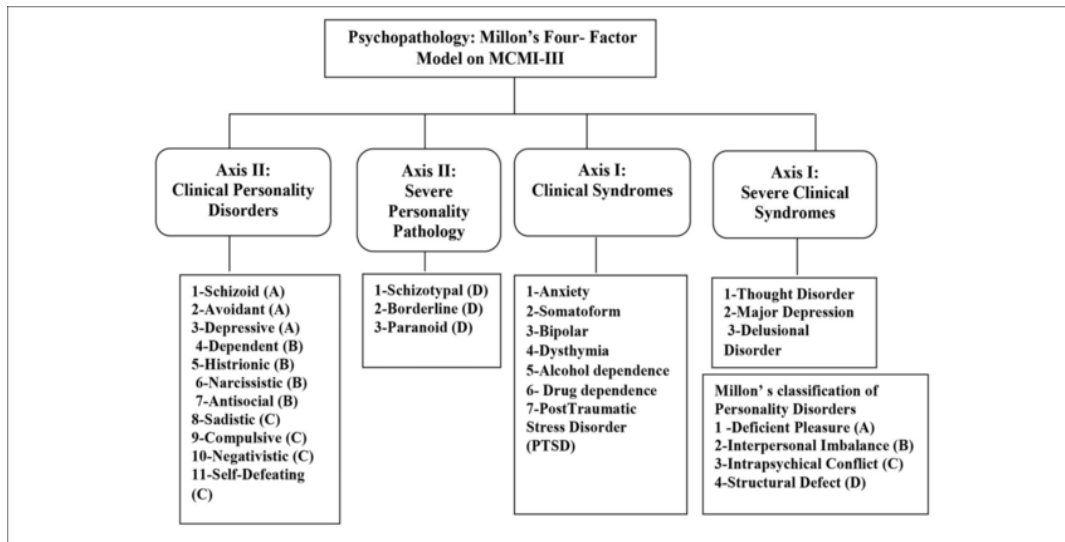 Psychopathology: Millon's Four- Factor
Model on MCMI-III
Axis II:
Clinical Personality
Disorders
Axis II:
Severe
Personality
Pathology
Axis I:
Clinical Syndromes
Axis I:
Severe Clinical
Syndromes
1-Schizoid (A)
2-Avoidant (A)
3-Depressive (A)
4-Dependent (B)
5-Histrionic (B)
6-Narcissistic (B)
7-Antisocial (B)
8-Sadistic (C)
9-Compulsive (C)
10-Negativistic (C)
11-Self-Defeating
(C)
1-Schizotypal (D)
2-Borderline (D)
3-Paranoid (D)
1-Anxiety
2-Somatoform
3-Bipolar
4-Dysthymia
5-Alcohol dependence
6- Drug dependence
7-PostTraumatic
Stress Disorder
(PTSD)
1-Thought Disorder
2-Major Depression
3-Delusional
Disorder
Millon' s classification of
Personality Disorders
1 -Deficient Pleasure (A)
2-Interpersonal Imbalance (B)
3-Intrapsychical Conflict (C)
4-Structural Defect (D)